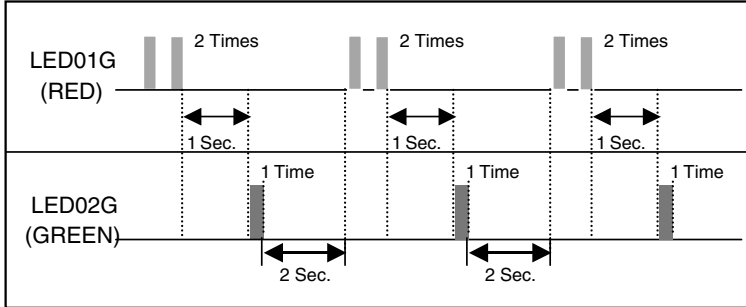 LED01G
(RED)
2 Times
2 Times
2 Times
1 Sec.
1 Sec.
1 Sec.
LED02G
(GREEN)
1 Time
1 Time
1 Time
2 Sec.
2 Sec.